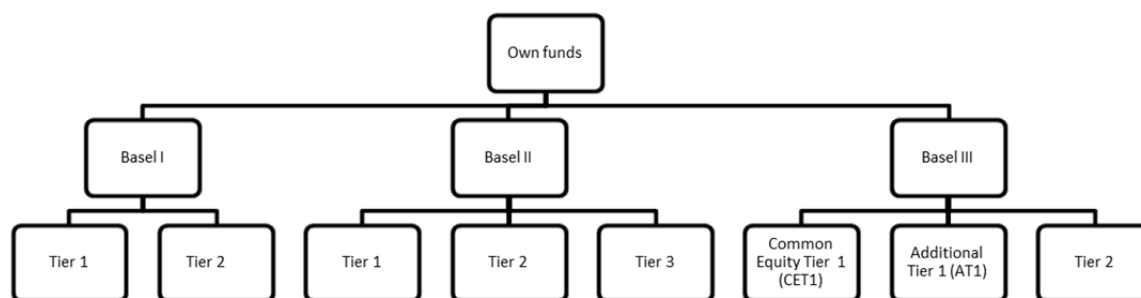 Own funds
Basel I
Basel II
Basel III
Tier 1
Tier 2
Tier 1
Tier 2
Tier 3
Common
Equity Tier 1
(CET1)
Additional
Tier 1 (AT1)
Tier 2